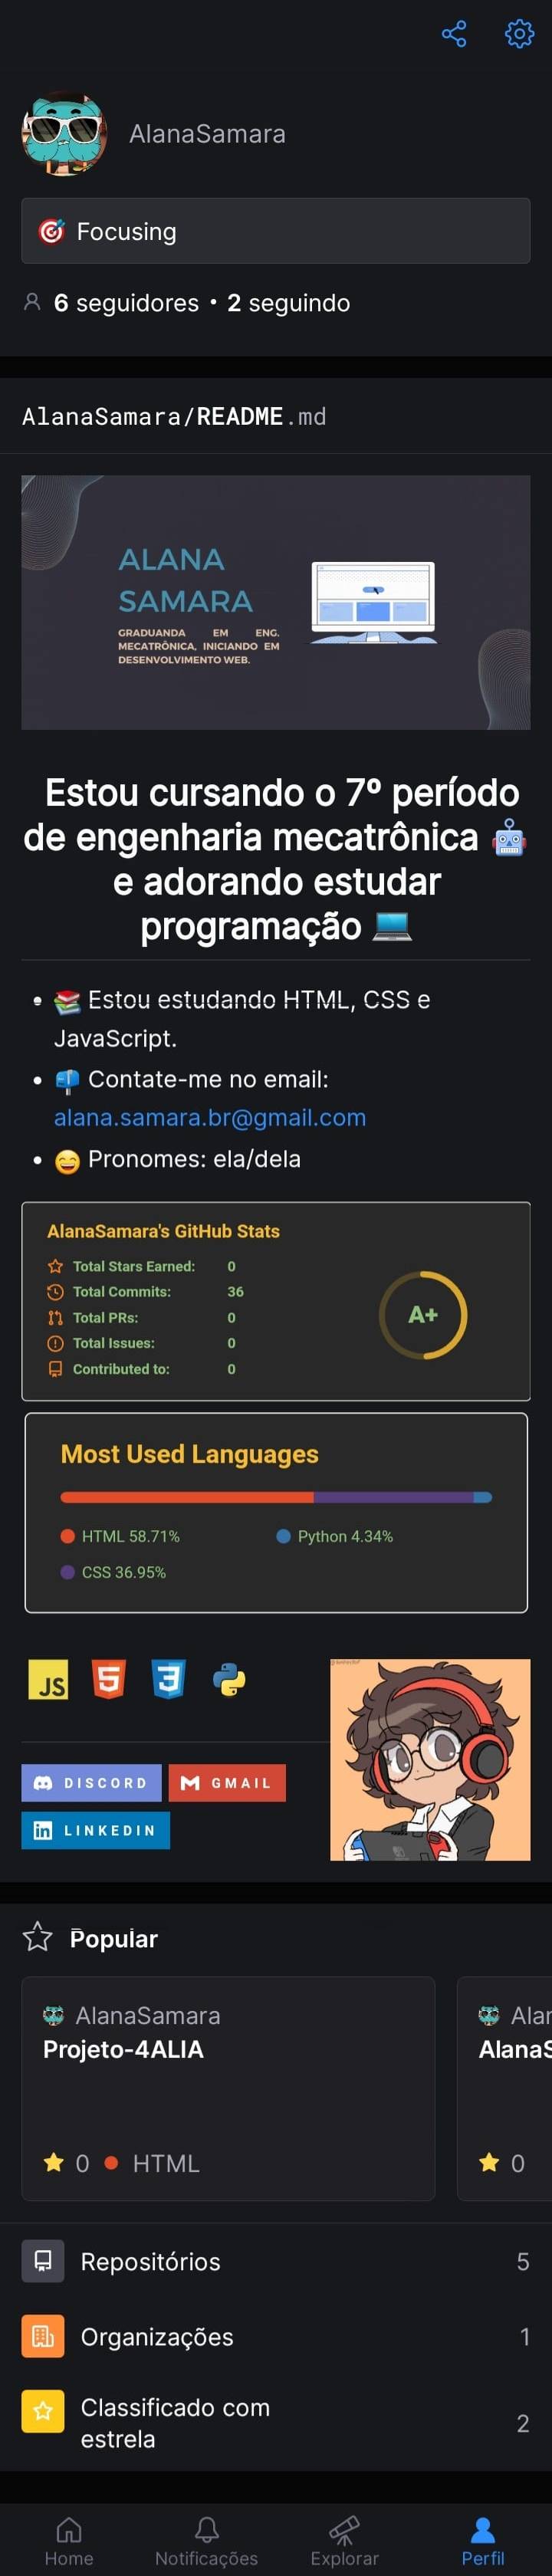 AlanaSamara
🎯 Focusing
6 seguidores • 2 seguindo
AlanaSamara/README.md
ALANA
SAMARA
GRADUANDA EM ENG.
MECATRÔNICA, INICIANDO EM
DESENVOLVIMENTO WEB.
Estou cursando o 7º período
de engenharia mecatrônica 🤖
e adorando estudar
programação 💻
• 📚 Estou estudando HTML, CSS e
JavaScript.
• 📫 Contate-me no email:
alana.samara.br@gmail.com
• 😄 Pronomes: ela/dela
AlanaSamara's GitHub Stats
Total Stars Earned: 0
Total Commits: 36
Total PRs: 0
Total Issues: 0
Contributed to: 0
A+
Most Used Languages
HTML 58.71%
Python 4.34%
CSS 36.95%
JS 5 3
DISCORD GMAIL
LINKEDIN
Popular
AlanaSamara
Projeto-4ALIA
0 HTML
Alan
AlanaS
0
Repositórios 5
Organizações 1
Classificado com
estrela
2
Home Notificações Explorar Perfil